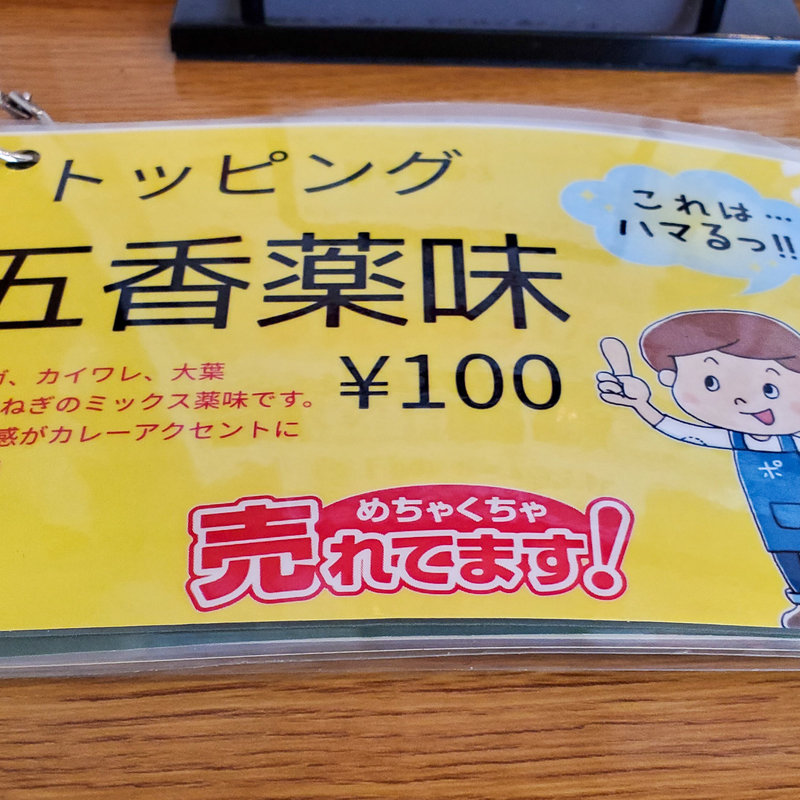 トッピング
五香薬味
¥100
ガ、カイワレ、大葉
ねぎのミックス薬味です。
感がカレーアクセントに
これは…
ハマるっ!!
ポ
めちゃくちゃ
売れてます!